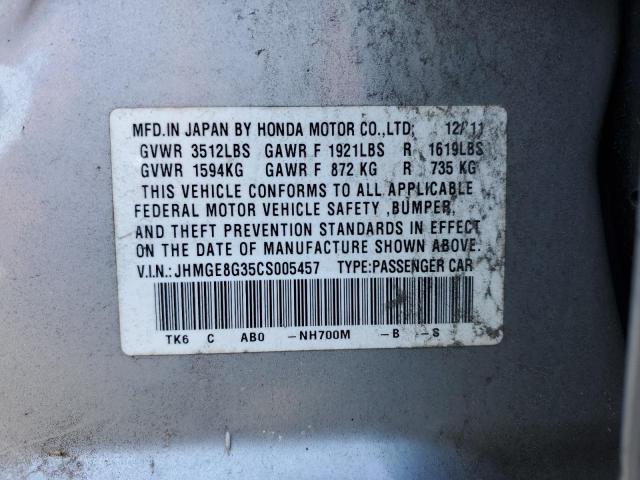 MFD.IN JAPAN BY HONDA MOTOR CO.,LTD; 12/11
GVWR 3512LBS GAWR F 1921LBS R 1619LBS
GVWR 1594KG GAWR F 872 KG R 735 KG
THIS VEHICLE CONFORMS TO ALL APPLICABLE
FEDERAL MOTOR VEHICLE SAFETY ,BUMPER,
AND THEFT PREVENTION STANDARDS IN EFFECT
ON THE DATE OF MANUFACTURE SHOWN ABOVE.
V.I.N.: JHMGE8G35CS005457 TYPE:PASSENGER CAR
TK6 C AB0 -NH700M -B -S